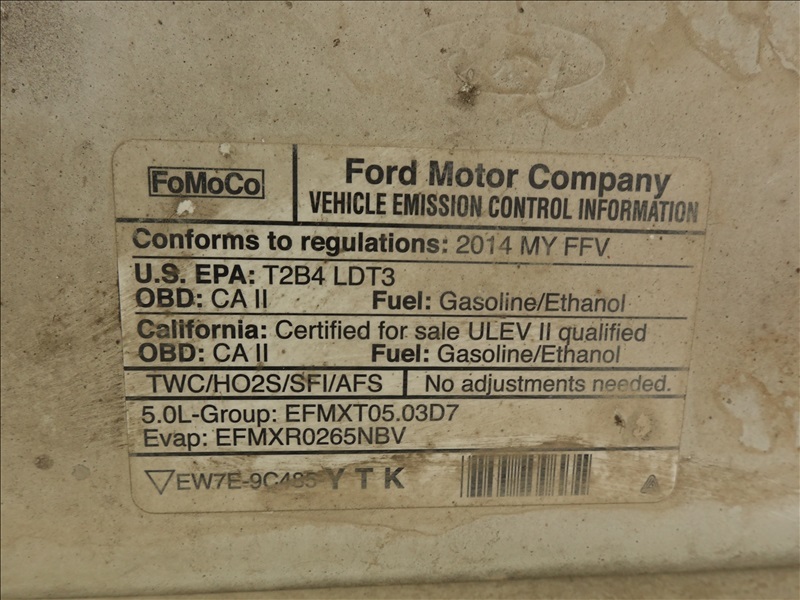 FoMoCo
Ford Motor Company
VEHICLE EMISSION CONTROL INFORMATION
Conforms to regulations: 2014 MY FFV
U.S. EPA: T2B4 LDT3
OBD: CA II Fuel: Gasoline/Ethanol
California: Certified for sale ULEV II qualified
OBD: CA II Fuel: Gasoline/Ethanol
TWC/HO2S/SFI/AFS No adjustments needed.
5.0L-Group: EFMXT05.03D7
Evap: EFMXR0265NBV
EW7E-9C485 YTK